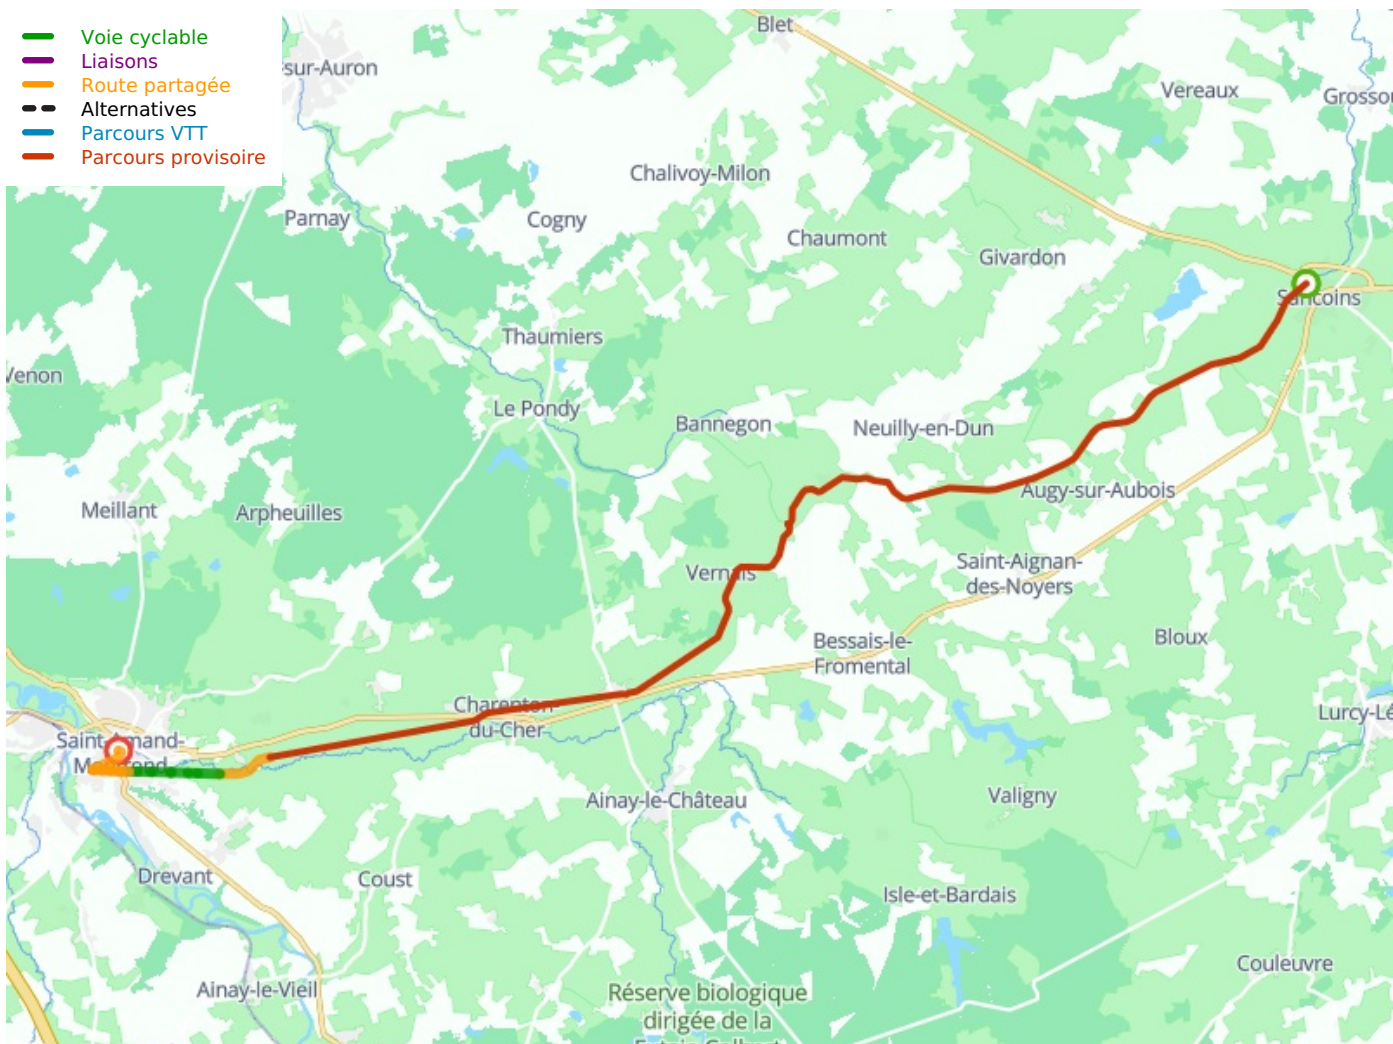 Voie cyclable
Liaisons
Route partagée
Alternatives
Parcours VTT
Parcours provisoire
Blet
-sur-Auron
Vereaux
Chalivoy-Milon
Parnay
Cogny
Chaumont
Givardon
Sancoins
Thaumiers
Venon
Le Pondy
Bannegon
Neuilly-en-Dun
Meillant
Arpheuilles
Augy-sur-Aubois
Vernais
Saint-Aignan-
des-Noyers
Bessais-le-
Fromental
Bloux
Charenton-
du-Cher
Lurcy-Lé
Saint-Amand-
Montrond
Ainay-le-Château
Valigny
Drevant
Coust
Isle-et-Bardais
Couleuvre
Ainay-le-Vieil
Réserve biologique
dirigée de la